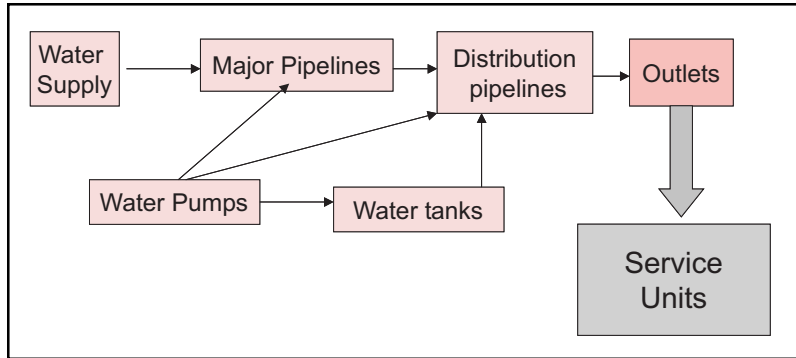 Water
Supply
Major Pipelines
Distribution
pipelines
Outlets
Water Pumps
Water tanks
Service
Units